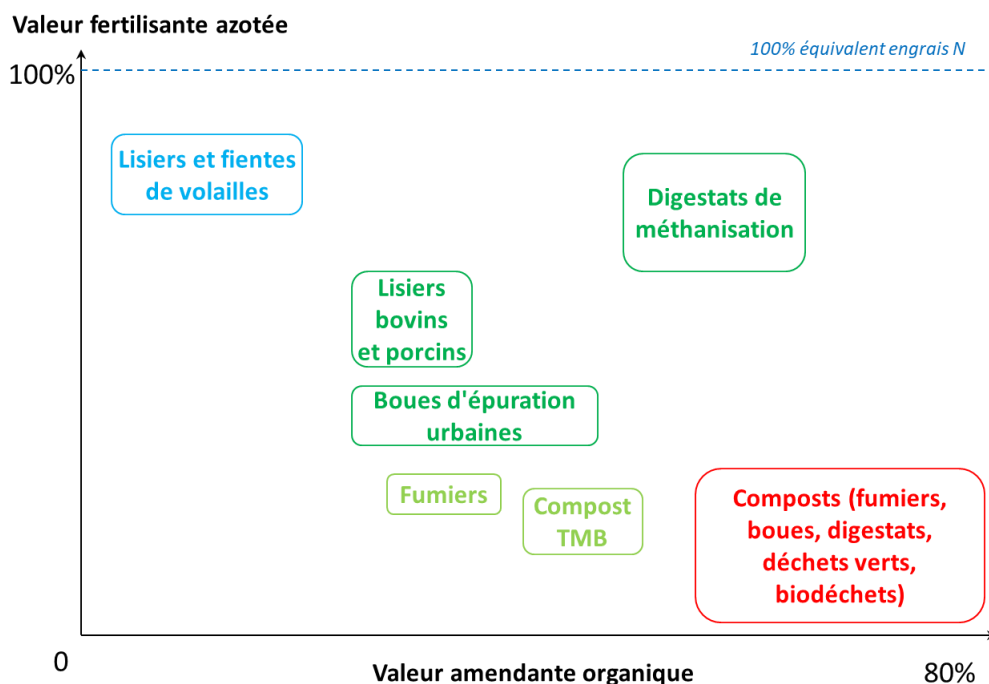 Valeur fertilisante azotée
100% équivalent engrais N
100%
Lisiers et fientes
de volailles
Digestats de
méthanisation
Lisiers
bovins
et porcins
Boues d'épuration
urbaines
Fumiers
Compost
TMB
Composts (fumiers,
boues, digestats,
déchets verts,
biodéchets)
0
Valeur amendante organique
80%